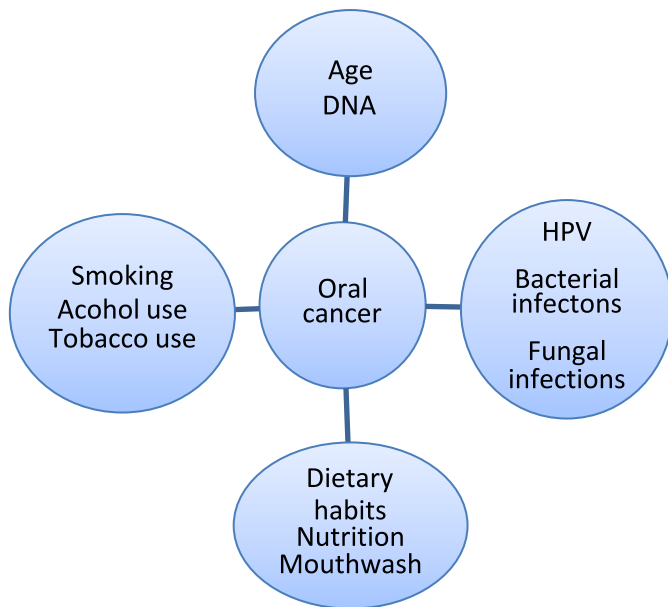 Age
DNA
Smoking
Acohol use
Tobacco use
Oral
cancer
HPV
Bacterial
infectons
Fungal
infections
Dietary
habits
Nutrition
Mouthwash